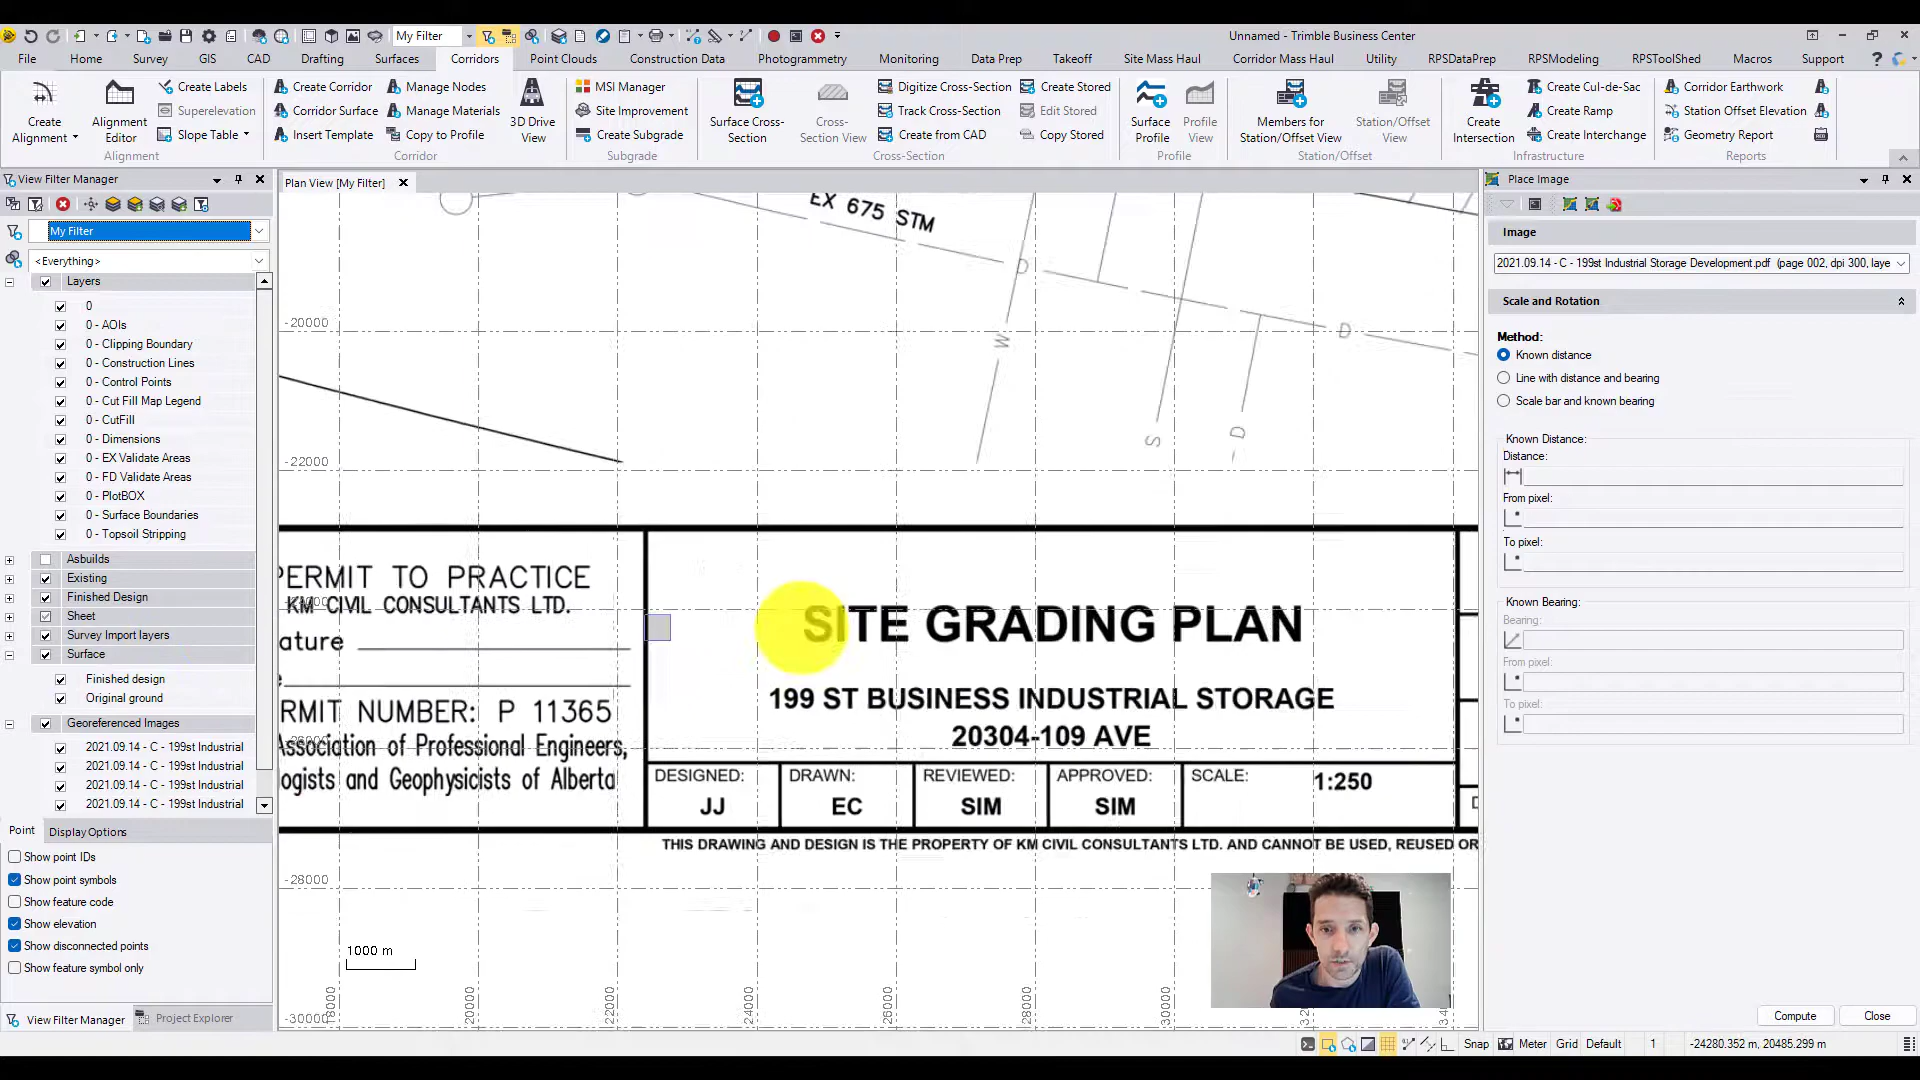 My Filter
Unnamed - Trimble Business Center
File Home Survey GIS CAD Drafting Surfaces Corridors Point Clouds Construction Data Photogrammetry Monitoring Data Prep Takeoff Site Mass Haul Corridor Mass Haul Utility RPSDataPrep RPSModeling RPSToolShed Macros Support
Create Alignment
Alignment Editor
Create Labels
Superelevation
Slope Table
Alignment
Create Corridor
Corridor Surface
Insert Template
Manage Nodes
Manage Materials
Copy to Profile
3D Drive View
Corridor
MSI Manager
Site Improvement
Create Subgrade
Subgrade
Surface Cross-Section
Cross-Section View
Digitize Cross-Section
Track Cross-Section
Create from CAD
Create Stored
Edit Stored
Copy Stored
Cross-Section
Surface Profile
Profile View
Profile
Members for Station/Offset View
Station/Offset View
Station/Offset
Create Intersection
Create Cul-de-Sac
Create Ramp
Create Interchange
Infrastructure
Corridor Earthwork
Station Offset Elevation
Geometry Report
Reports
View Filter Manager
My Filter
<Everything>
Layers
0
0 - AOIs
0 - Clipping Boundary
0 - Construction Lines
0 - Control Points
0 - Cut Fill Map Legend
0 - CutFill
0 - Dimensions
0 - EX Validate Areas
0 - FD Validate Areas
0 - PlotBOX
0 - Surface Boundaries
0 - Topsoil Stripping
Asbuilds
Existing
Finished Design
Sheet
Survey Import layers
Surface
Finished design
Original ground
Georeferenced Images
2021.09.14 - C - 199st Industrial
2021.09.14 - C - 199st Industrial
2021.09.14 - C - 199st Industrial
2021.09.14 - C - 199st Industrial
Point
Display Options
Show point IDs
Show point symbols
Show feature code
Show elevation
Show disconnected points
Show feature symbol only
View Filter Manager
Project Explorer
Plan View [My Filter]
EX 675 STM
D
D
W
S
D
-20000
-22000
-28000
-30000
PERMIT TO PRACTICE
KM CIVIL CONSULTANTS LTD.
ature
RMIT NUMBER: P 11365
Association of Professional Engineers,
ogists and Geophysicists of Alberta
SITE GRADING PLAN
199 ST BUSINESS INDUSTRIAL STORAGE
20304-109 AVE
DESIGNED: DRAWN: REVIEWED: APPROVED: SCALE: 1:250
JJ EC SIM SIM
THIS DRAWING AND DESIGN IS THE PROPERTY OF KM CIVIL CONSULTANTS LTD. AND CANNOT BE USED, REUSED OR
1000 m
18000 20000 22000 24000 26000 28000 30000
Place Image
Image
2021.09.14 - C - 199st Industrial Storage Development.pdf (page 002, dpi 300, laye
Scale and Rotation
Method:
Known distance
Line with distance and bearing
Scale bar and known bearing
Known Distance:
Distance:
From pixel:
To pixel:
Known Bearing:
Bearing:
From pixel:
To pixel:
Compute
Close
Snap Meter Grid Default 1 -24280.352 m, 20485.299 m